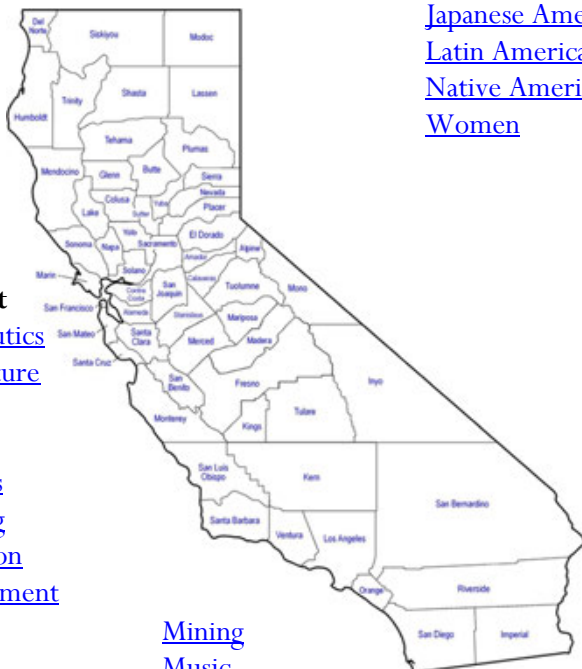 Japanese Ame
Latin America
Native Ameri
Women
Del
Norte
Siskiyou
Modoc
Humboldt
Trinity
Shasta
Lassen
Tehama
Plumas
Mendocino
Glenn
Butte
Sierra
Nevada
Placer
Colusa
Sutter
Yuba
Lake
El Dorado
Sonoma
Napa
Yolo
Sacramento
Amador
Alpine
Marin
Solano
Calaveras
Tuolumne
Mono
Contra
Costa
San
Joaquin
San Francisco
Alameda
Stanislaus
Mariposa
San Mateo
Santa
Clara
Merced
Madera
Santa Cruz
San
Benito
Fresno
Inyo
Monterey
Kings
Tulare
San Luis
Obispo
Kern
San Bernardino
Santa Barbara
Ventura
Los Angeles
Orange
Riverside
San Diego
Imperial
t
utics
ture
s
g
on
ment
Mining
Music